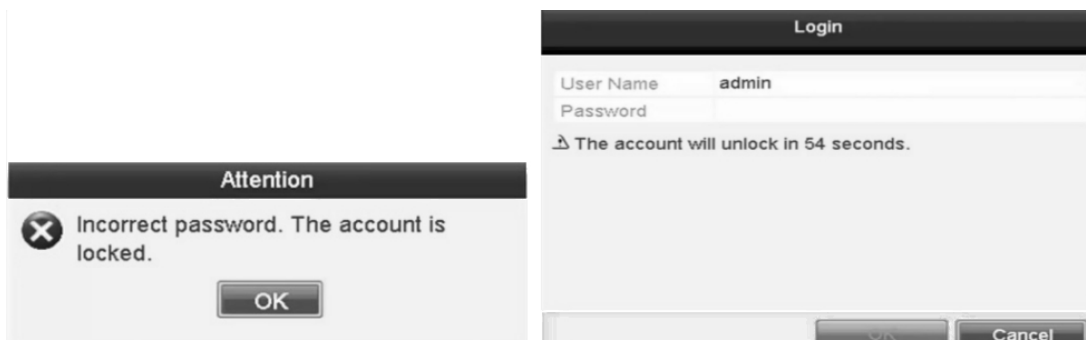 Attention
Incorrect password. The account is
locked.
OK
Login
User Name admin
Password
The account will unlock in 54 seconds.
OK Cancel